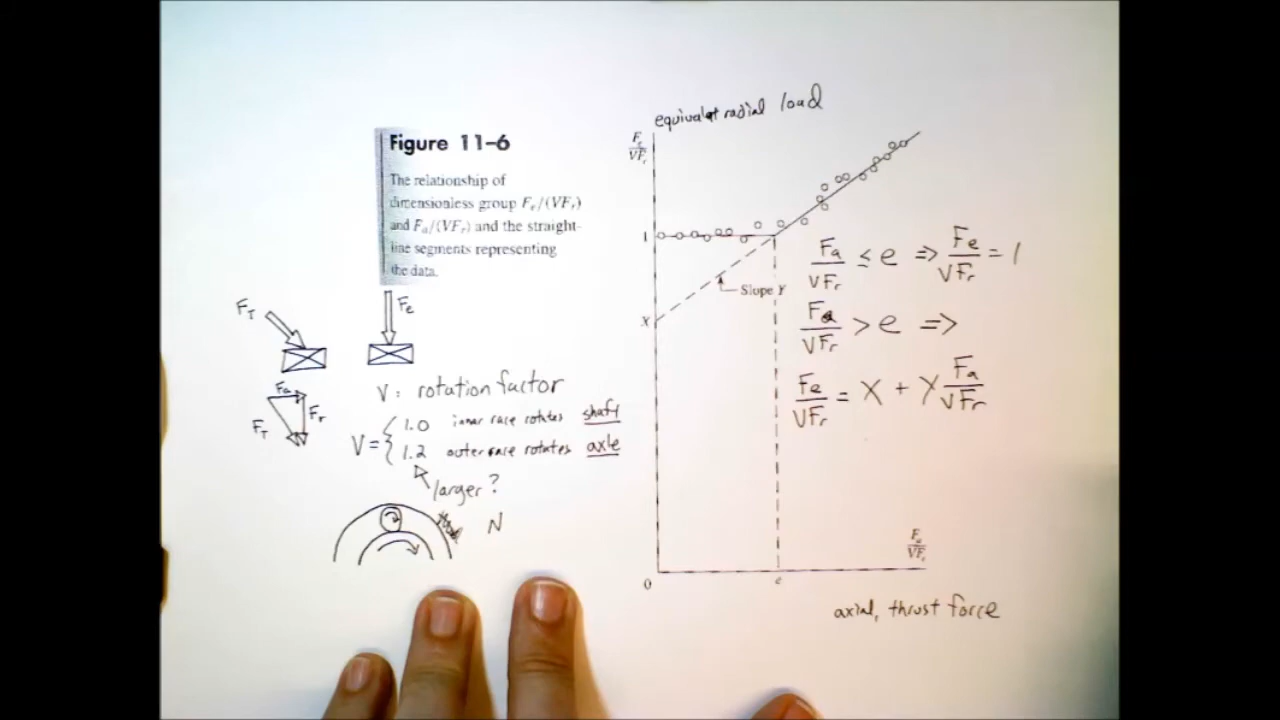 Figure 11–6
The relationship of
dimensionless group Fₑ/(VFᵣ)
and Fₐ/(VFᵣ) and the straight-
line segments representing
the data.
F_T
Fₑ
Fₐ
F_T
Fᵣ
V: rotation factor
V = { 1.0 inner race rotates shaft
1.2 outer race rotates axle
larger?
N
equivalet radial load
Fₑ/VFᵣ
1
X
Slope Y
0
e
Fₐ/VFᵣ
axial, thrust force
Fₐ/VFᵣ ≤ e ⇒ Fₑ/VFᵣ = 1
Fₐ/VFᵣ > e ⇒
Fₑ/VFᵣ = X + Y Fₐ/VFᵣ